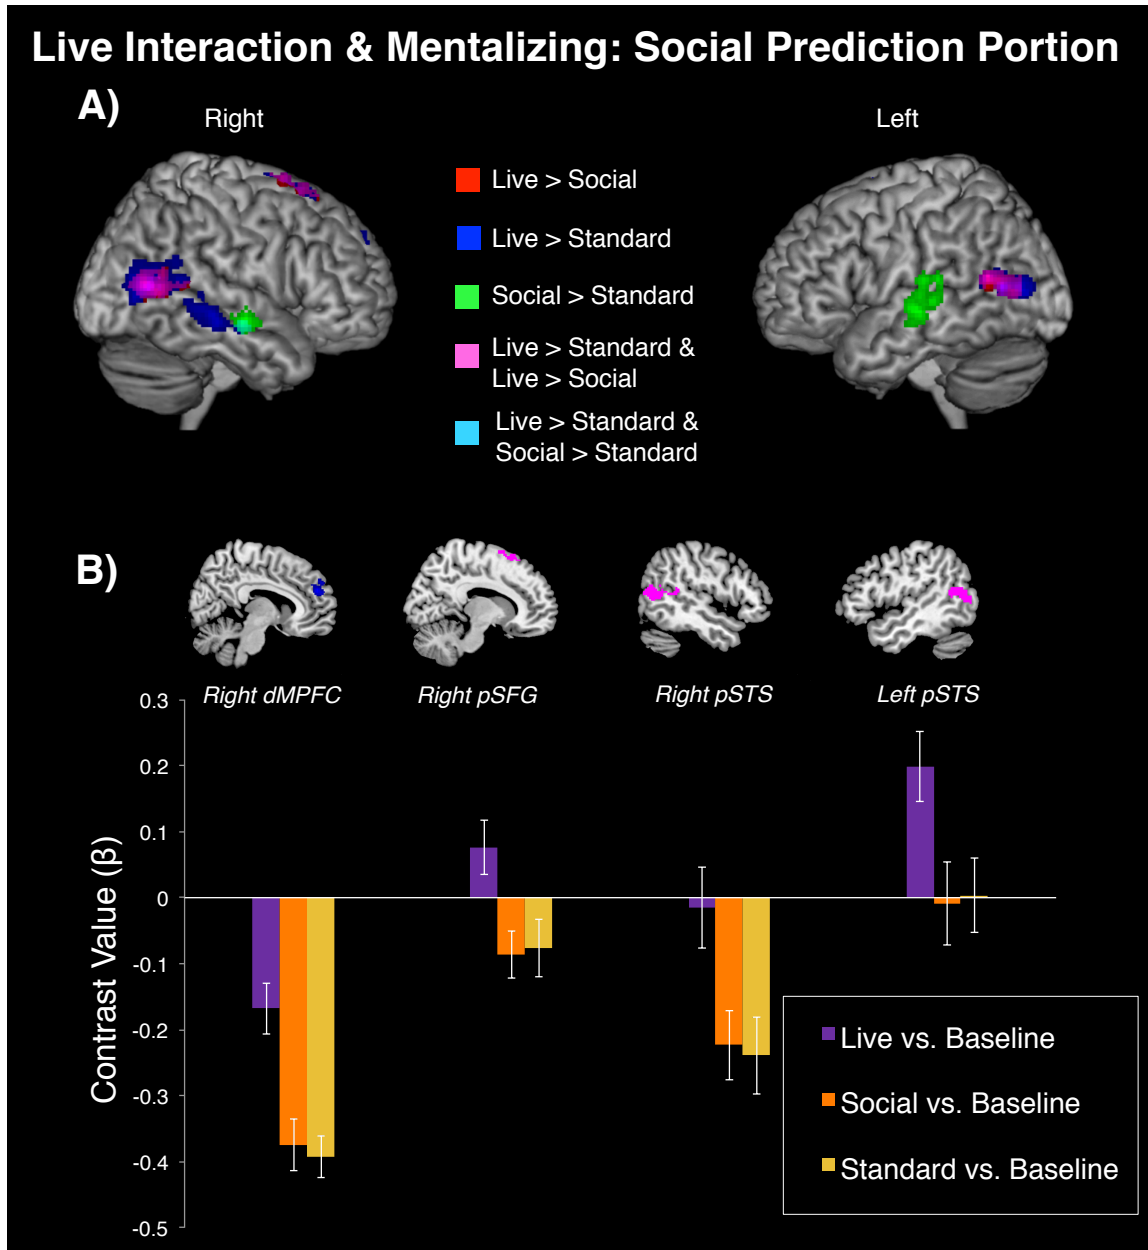 Live Interaction & Mentalizing: Social Prediction Portion
A)
Right
Left
Live > Social
Live > Standard
Social > Standard
Live > Standard &
Live > Social
Live > Standard &
Social > Standard
B)
Right dMPFC
Right pSFG
Right pSTS
Left pSTS
Contrast Value (β)
0.3
0.2
0.1
0
-0.1
-0.2
-0.3
-0.4
-0.5
Live vs. Baseline
Social vs. Baseline
Standard vs. Baseline